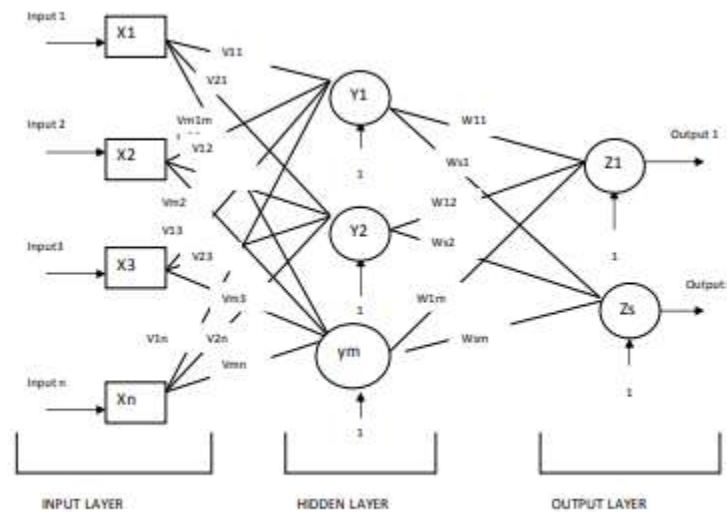 Input 1
X1
V11
V21
Y1
Vm1m
Input 2
X2
V12
W11
Output 1
Z1
1
Ws1
Vm2
W12
V13
Y2
Ws2
Input3
X3
V23
1
Output
Vm3
1
W1m
Zs
V1n
V2n
ym
Wsm
Vmn
Input n
Xn
1
1
INPUT LAYER
HIDDEN LAYER
OUTPUT LAYER